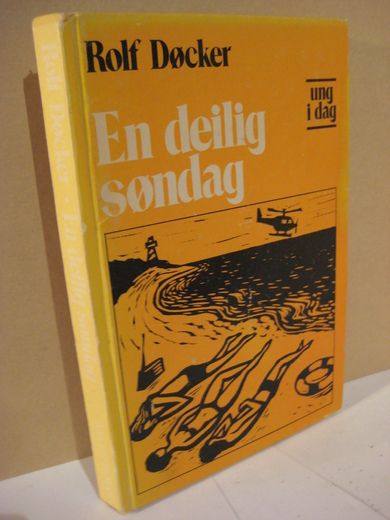 Rolf Døcker
ung
i dag
En deilig
søndag
Rolf Døcker - En deilig søndag